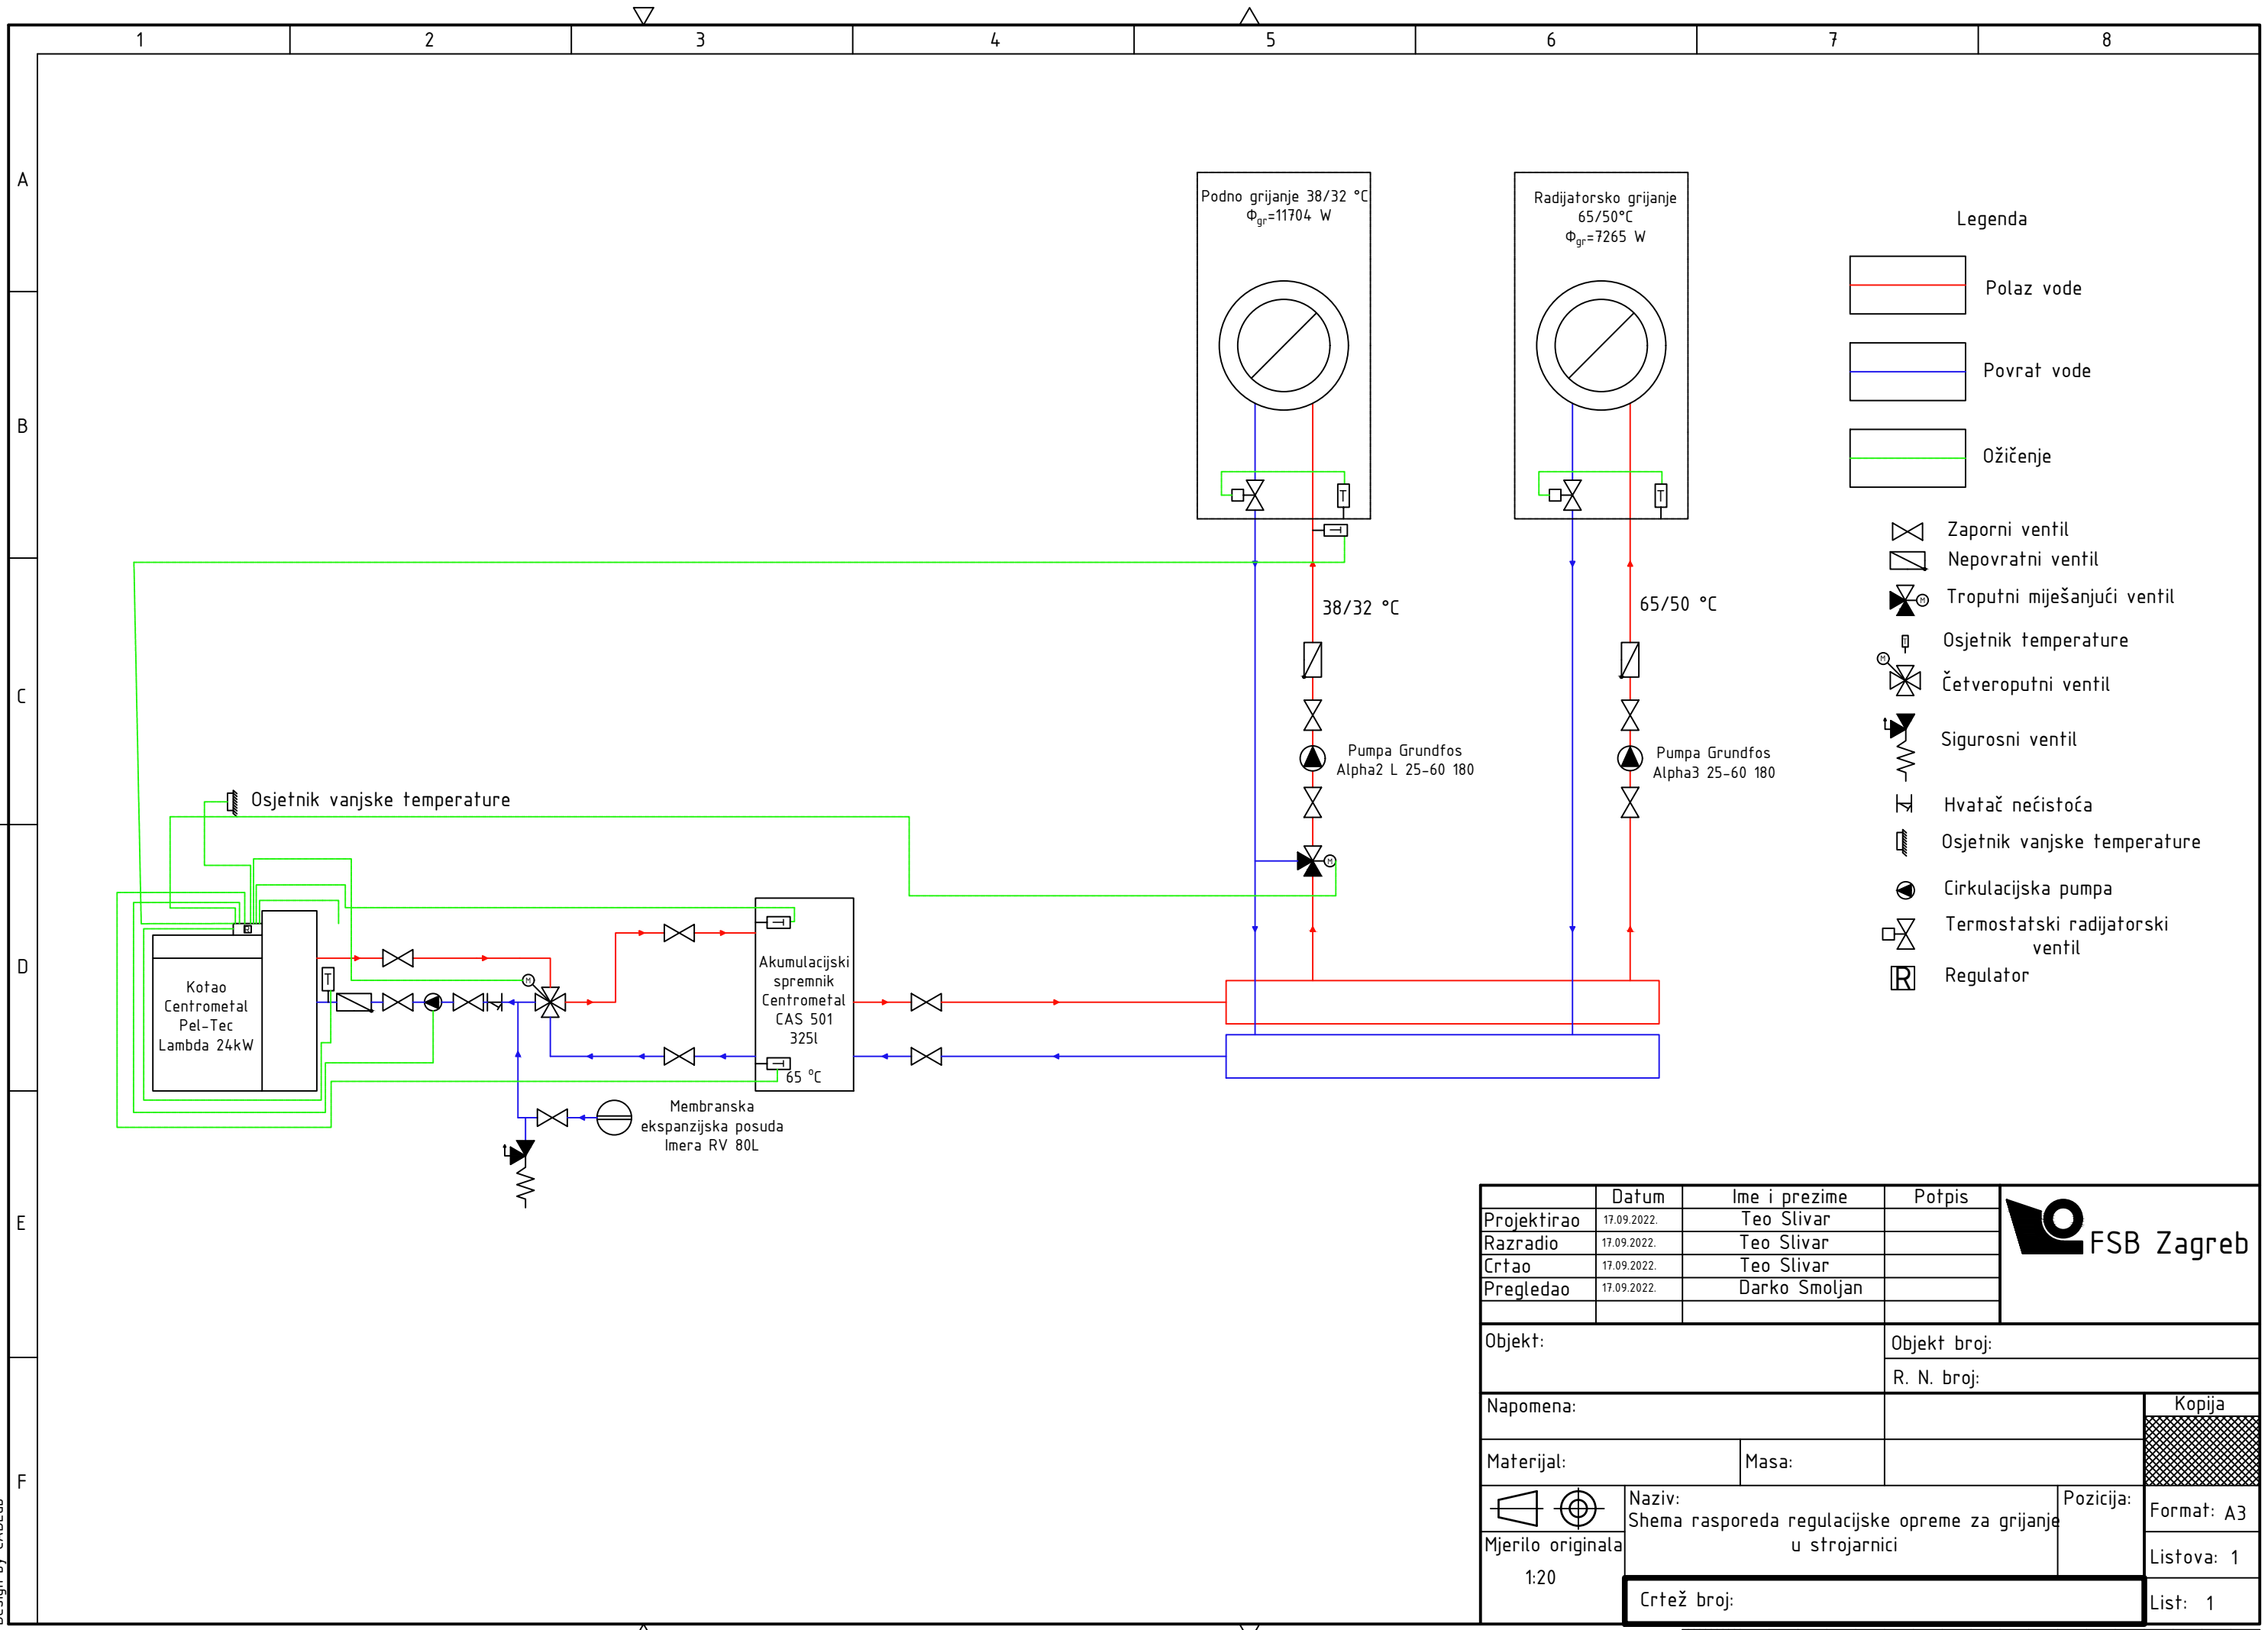 1 2 3 4 5 6 7 8
A
B
C
D
E
F
Podno grijanje 38/32 °C
Φgr=11704 W
T
Radijatorsko grijanje
65/50°C
Φgr=7265 W
T
38/32 °C
65/50 °C
Pumpa Grundfos
Alpha2 L 25-60 180
Pumpa Grundfos
Alpha3 25-60 180
M
Osjetnik vanjske temperature
R
Kotao
Centrometal
Pel-Tec
Lambda 24kW
T
M
Akumulacijski
spremnik
Centrometal
CAS 501
325l
65 °C
Membranska
ekspanzijska posuda
Imera RV 80L
Legenda
Polaz vode
Povrat vode
Ožičenje
Zaporni ventil
Nepovratni ventil
M Troputni miješanjući ventil
T Osjetnik temperature
M Četveroputni ventil
Sigurosni ventil
Hvatač nećistoća
Osjetnik vanjske temperature
Cirkulacijska pumpa
Termostatski radijatorski
ventil
R Regulator
Datum Ime i prezime Potpis
Projektirao 17.09.2022. Teo Slivar
Razradio 17.09.2022. Teo Slivar
Crtao 17.09.2022. Teo Slivar
Pregledao 17.09.2022. Darko Smoljan
FSB Zagreb
Objekt:
Objekt broj:
R. N. broj:
Napomena:
Kopija
Materijal: Masa:
Naziv:
Shema rasporeda regulacijske opreme za grijanje
u strojarnici
Pozicija:
Format: A3
Mjerilo originala
1:20
Listova: 1
Crtež broj:
List: 1